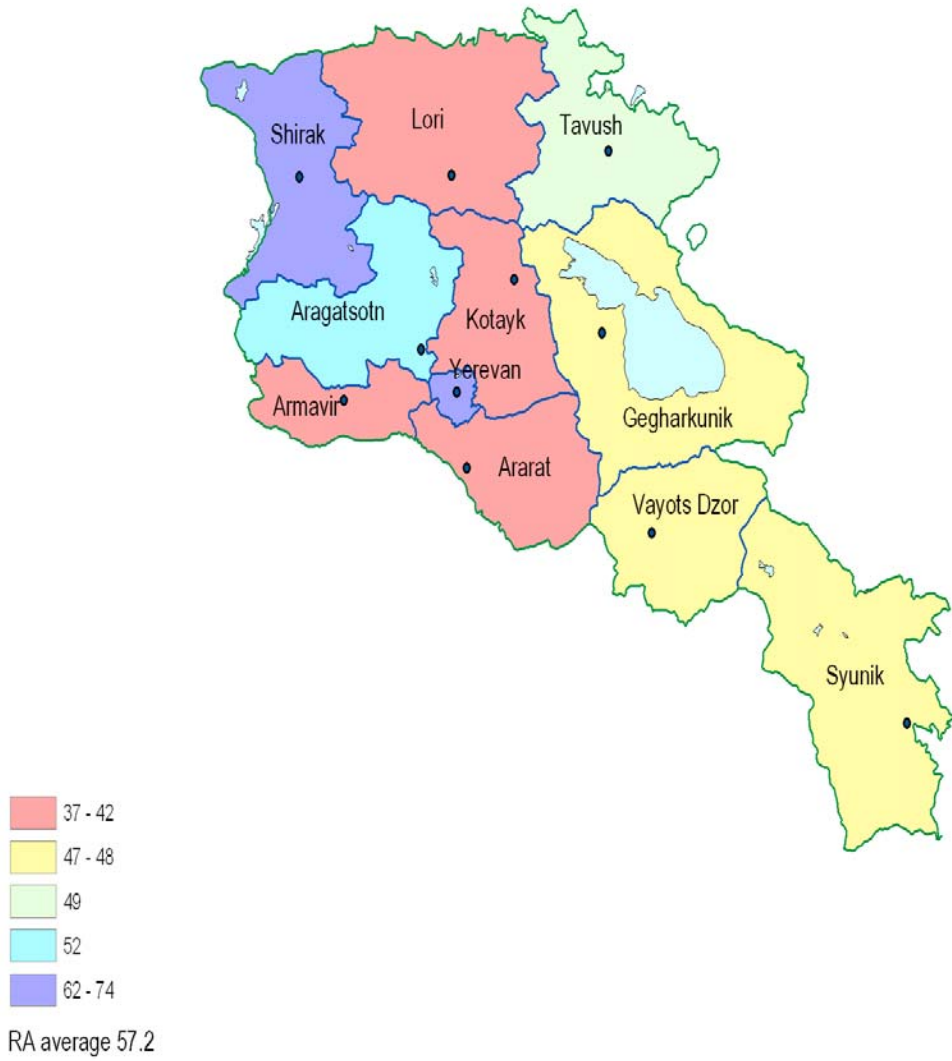 Lori
Tavush
Shirak
Aragatsotn
Kotayk
Yerevan
Armavir
Gegharkunik
Ararat
Vayots Dzor
Syunik
37 - 42
47 - 48
49
52
62 - 74
RA average 57.2